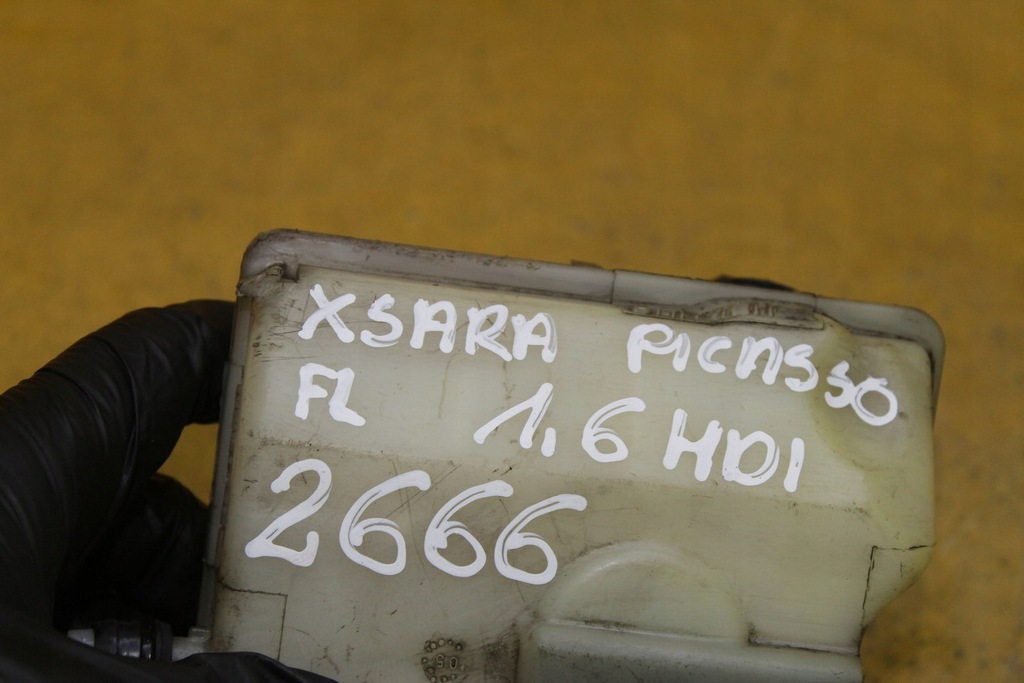 XSARA PICASSO
FL 1,6 HDI
2666